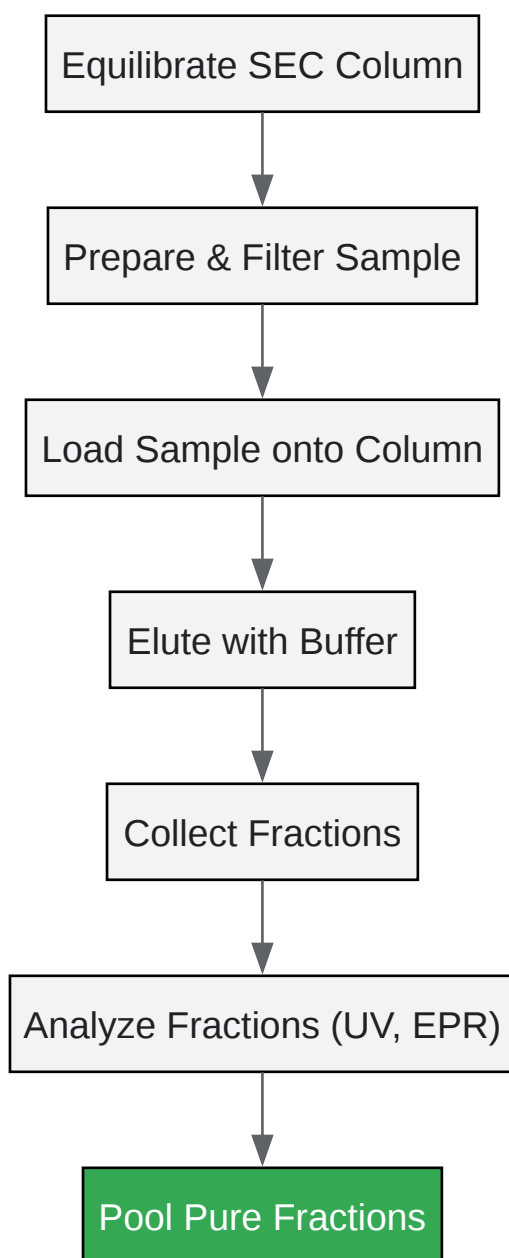 Equilibrate SEC Column
Prepare & Filter Sample
Load Sample onto Column
Elute with Buffer
Collect Fractions
Analyze Fractions (UV, EPR)
Pool Pure Fractions